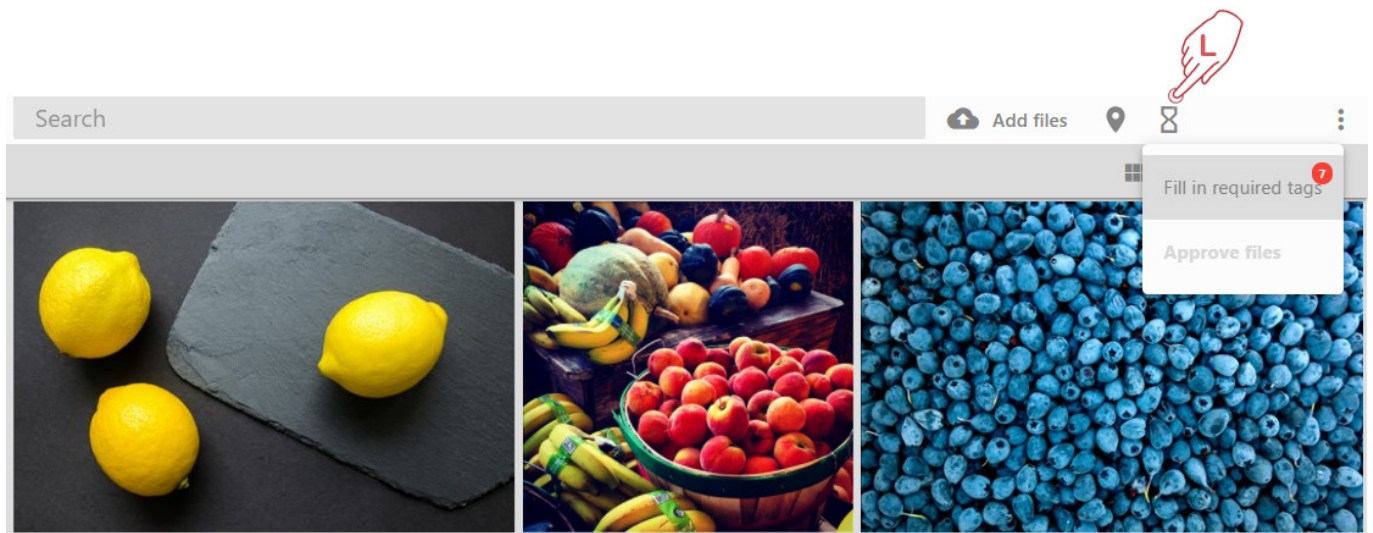 L
Search
Add files
7
Fill in required tags
Approve files